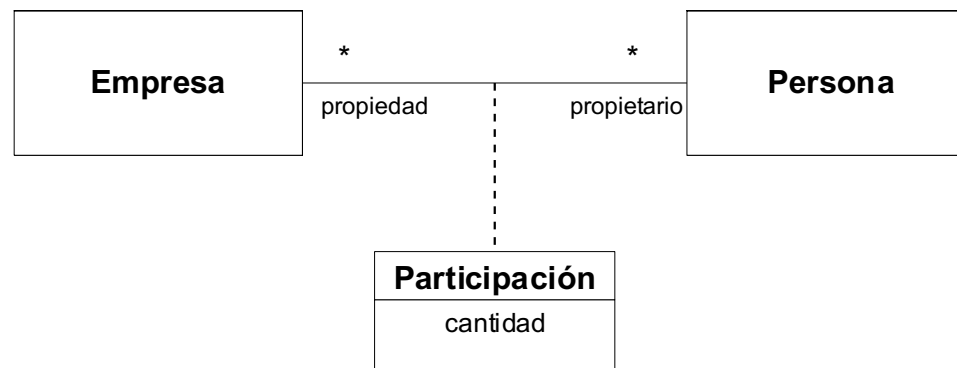 * *
Empresa Persona
propiedad propietario
Participación
cantidad